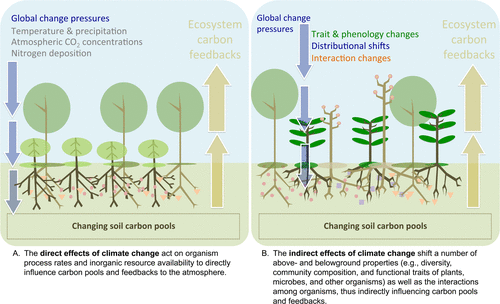 Global change pressures
Temperature & precipitation
Atmospheric CO2 concentrations
Nitrogen deposition
Ecosystem
carbon
feedbacks
Changing soil carbon pools
A. The direct effects of climate change act on organism
process rates and inorganic resource availability to directly
influence carbon pools and feedbacks to the atmosphere.
Global change
pressures
Trait & phenology changes
Distributional shifts
Interaction changes
Ecosystem
carbon
feedbacks
Changing soil carbon pools
B. The indirect effects of climate change shift a number of
above- and belowground properties (e.g., diversity,
community composition, and functional traits of plants,
microbes, and other organisms) as well as the interactions
among organisms, thus indirectly influencing carbon pools
and feedbacks.